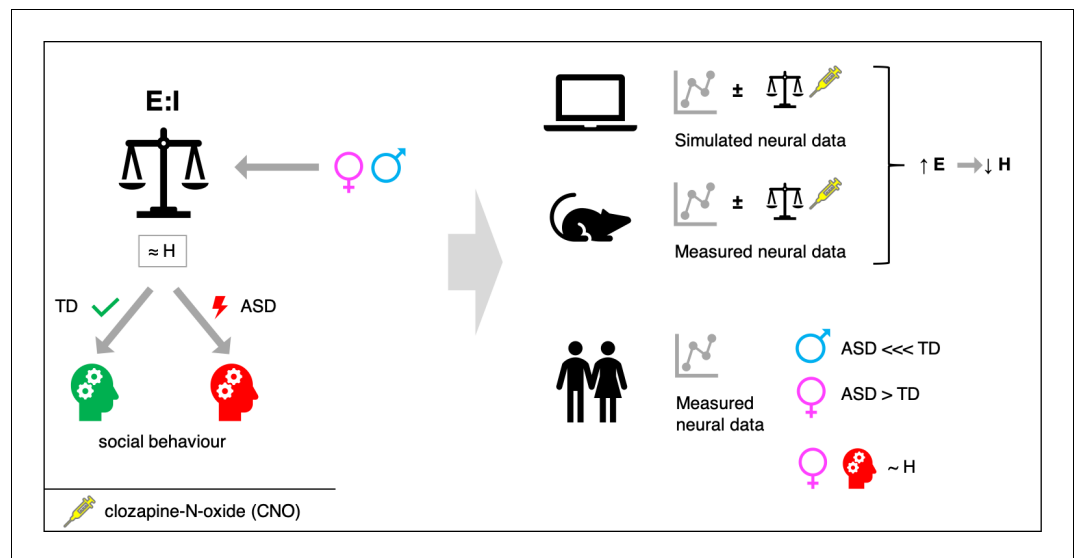 E:I
≈ H
TD
ASD
social behaviour
clozapine-N-oxide (CNO)
±
Simulated neural data
±
Measured neural data
↑ E → ↓ H
Measured
neural data
ASD <<< TD
ASD > TD
~ H